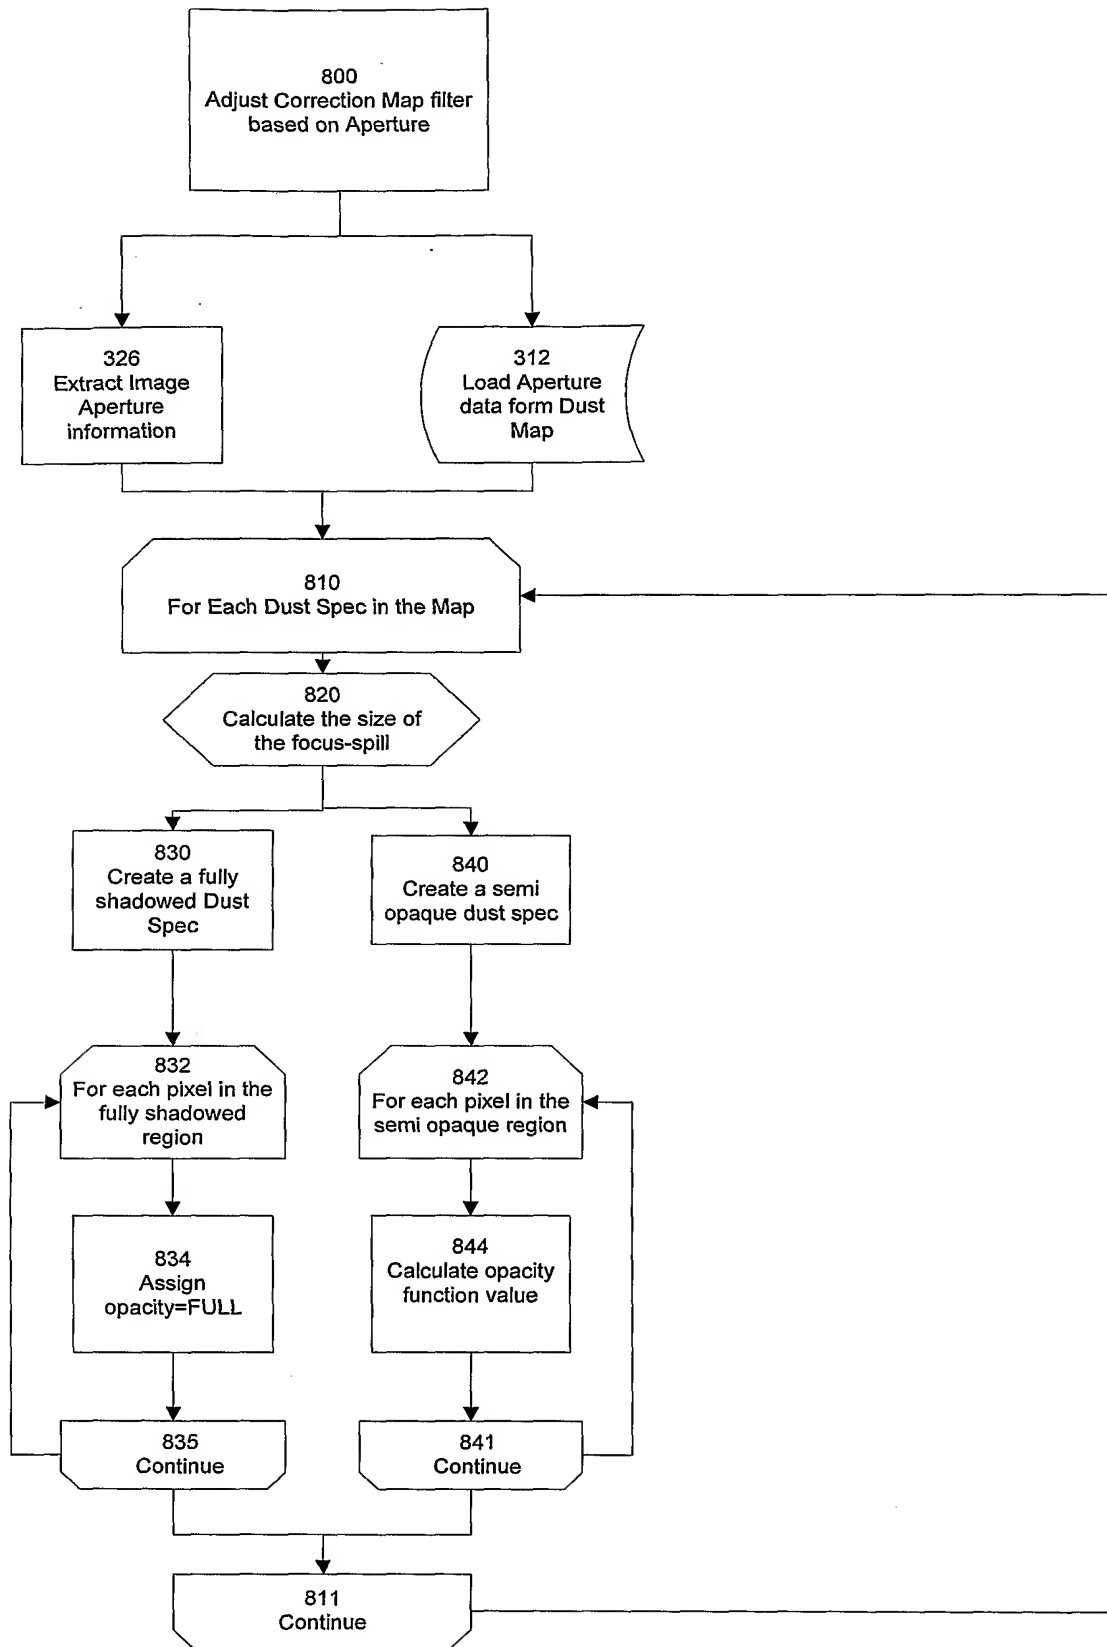 800
Adjust Correction Map filter
based on Aperture
326
Extract Image
Aperture
information
312
Load Aperture
data form Dust
Map
810
For Each Dust Spec in the Map
820
Calculate the size of
the focus-spill
830
Create a fully
shadowed Dust
Spec
840
Create a semi
opaque dust spec
832
For each pixel in the
fully shadowed
region
842
For each pixel in the
semi opaque region
834
Assign
opacity=FULL
844
Calculate opacity
function value
835
Continue
841
Continue
811
Continue